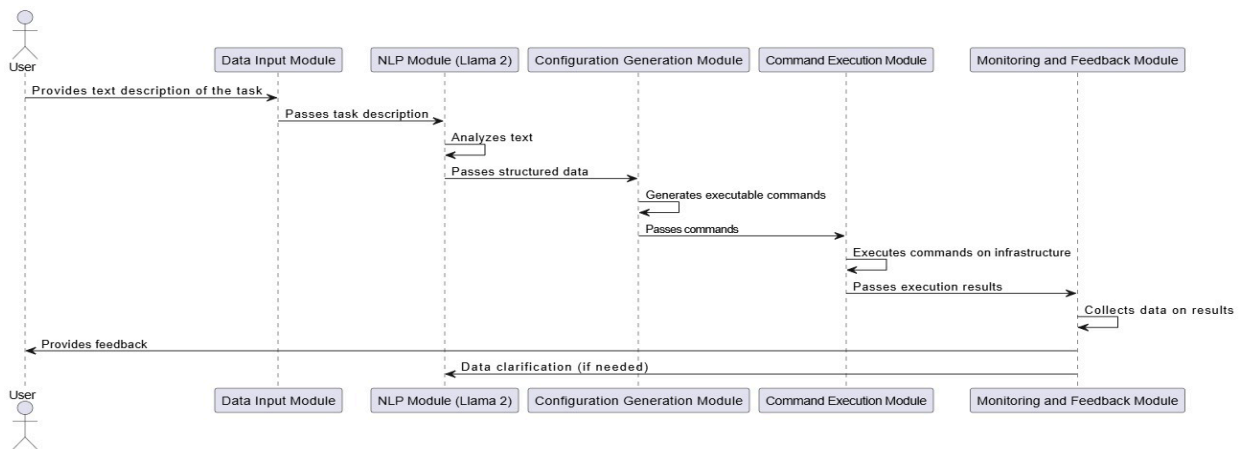 User
Data Input Module
NLP Module (Llama 2)
Configuration Generation Module
Command Execution Module
Monitoring and Feedback Module
Provides text description of the task
Passes task description
Analyzes text
Passes structured data
Generates executable commands
Passes commands
Executes commands on infrastructure
Passes execution results
Collects data on results
Provides feedback
Data clarification (if needed)
User
Data Input Module
NLP Module (Llama 2)
Configuration Generation Module
Command Execution Module
Monitoring and Feedback Module